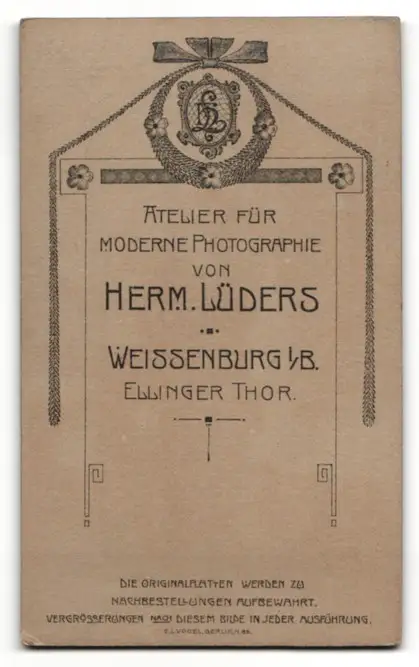 HL
ATELIER FÜR
MODERNE PHOTOGRAPHIE
VON
HERM. LÜDERS
WEISSENBURG I/B.
ELLINGER THOR.
DIE ORIGINALPLATTEN WERDEN ZU
NACHBESTELLUNGEN AUFBEWAHRT.
VERGRÖSSERUNGEN NACH DIESEM BILDE IN JEDER AUSFÜHRUNG.